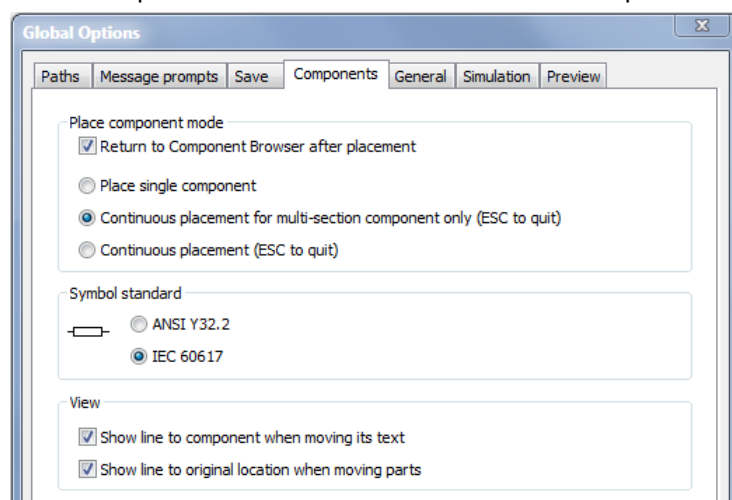 Global Options
Paths Message prompts Save Components General Simulation Preview
Place component mode
Return to Component Browser after placement
Place single component
Continuous placement for multi-section component only (ESC to quit)
Continuous placement (ESC to quit)
Symbol standard
ANSI Y32.2
IEC 60617
View
Show line to component when moving its text
Show line to original location when moving parts